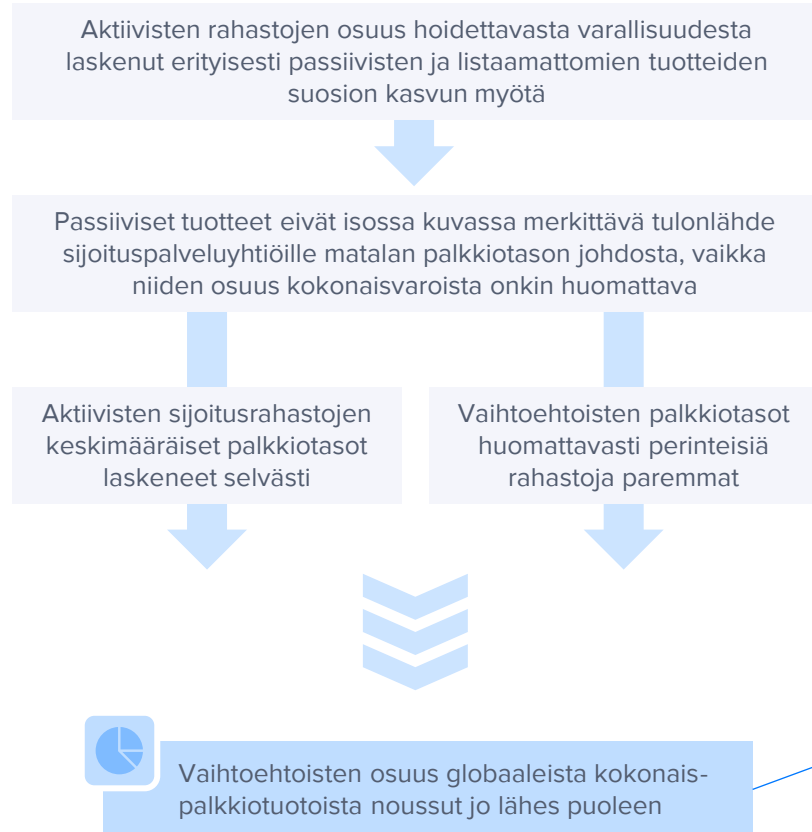 Aktiivisten rahastojen osuus hoidettavasta varallisuudesta
laskenut erityisesti passiivisten ja listaamattomien tuotteiden
suosion kasvun myötä
Passiiviset tuotteet eivät isossa kuvassa merkittävä tulonlähde
sijoituspalveluyhtiöille matalan palkkiotason johdosta, vaikka
niiden osuus kokonaisvaroista onkin huomattava
Aktiivisten sijoitusrahastojen
keskimääräiset palkkiotasot
laskeneet selvästi
Vaihtoehtoisten palkkiotasot
huomattavasti perinteisiä
rahastoja paremmat
Vaihtoehtoisten osuus globaaleista kokonais-
palkkiotuotoista noussut jo lähes puoleen